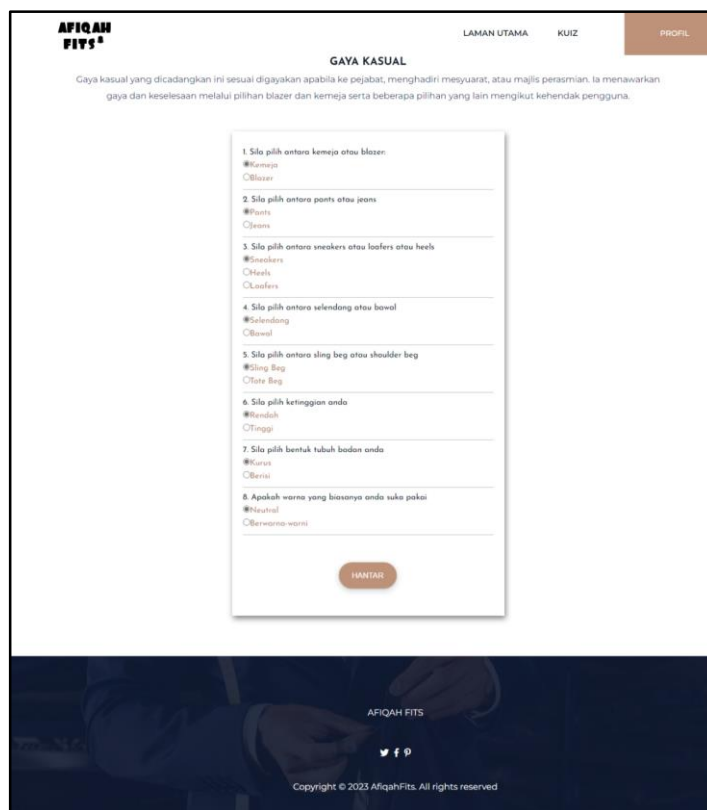 AFIQAH
FITS
LAMAN UTAMA
KUIZ
PROFIL
GAYA KASUAL
Gaya kasual yang dicadangkan ini sesuai digayakan apabila ke pejabat, menghadiri mesyuarat, atau majlis perasmian. Ia menawarkan
gaya dan keselesaan melalui pilihan blazer dan kemeja serta beberapa pilihan yang lain mengikut kehendak pengguna.
1. Sila pilih antara kemeja atau blazer:
Kemeja
Blazer
2. Sila pilih antara pants atau jeans
Pants
Jeans
3. Sila pilih antara sneakers atau loafers atau heels
Sneakers
Heels
Loafers
4. Sila pilih antara selendang atau bawal
Selendang
Bawal
5. Sila pilih antara sling beg atau shoulder beg
Sling Beg
Tote Beg
6. Sila pilih ketinggian anda
Rendah
Tinggi
7. Sila pilih bentuk tubuh badan anda
Kurus
Berisi
8. Apakah warna yang biasanya anda suka pakai
Neutral
Berwarna-warni
HANTAR
AFIQAH FITS
Copyright © 2023 AfiqahFits. All rights reserved